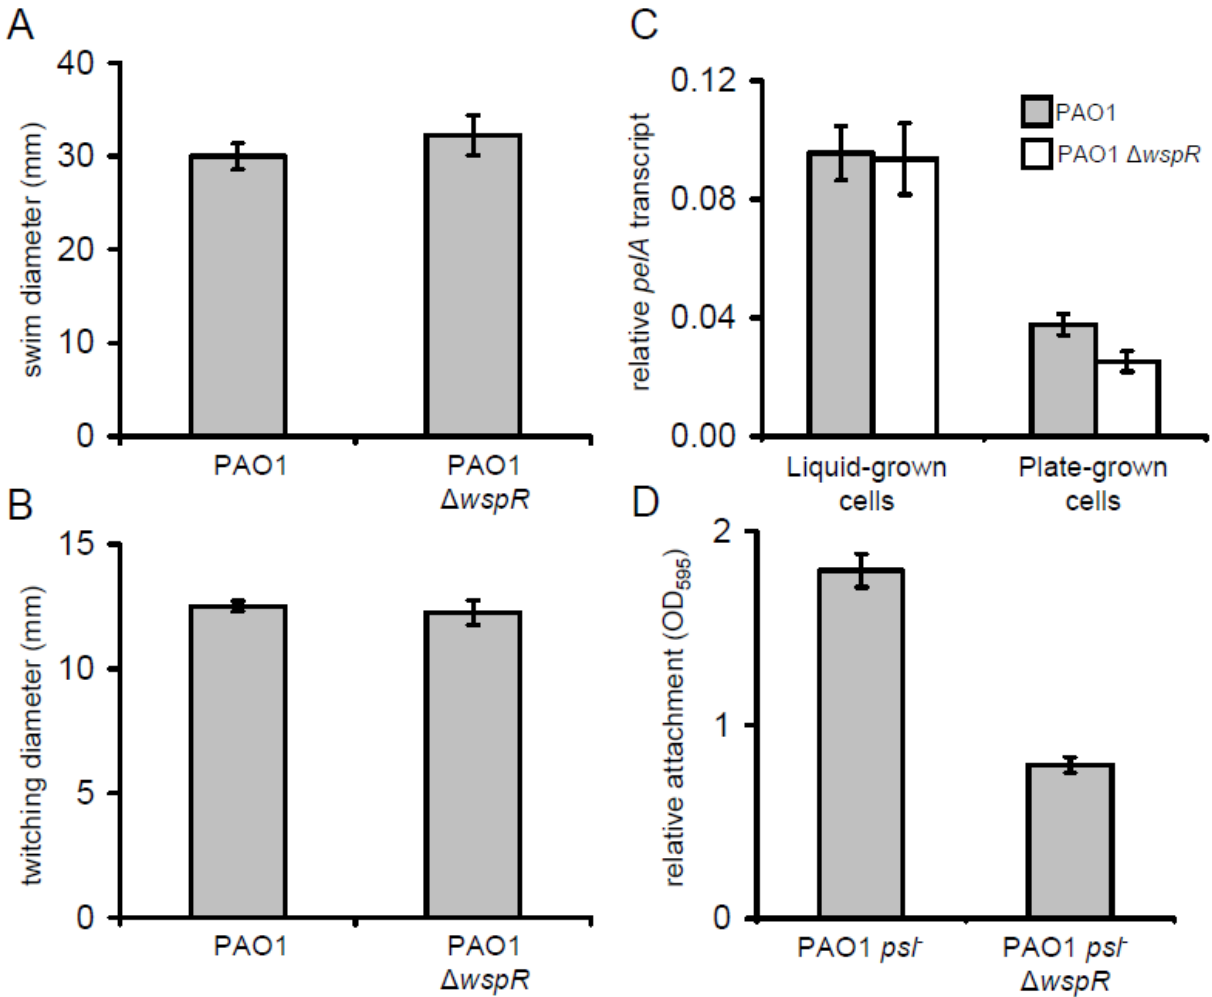 A
swim diameter (mm)
40
30
20
10
0
PAO1
PAO1
ΔwspR
B
twitching diameter (mm)
15
10
5
0
PAO1
PAO1
ΔwspR
C
relative pelA transcript
0.12
0.08
0.04
0.00
PAO1
PAO1 ΔwspR
Liquid-grown
cells
Plate-grown
cells
D
relative attachment (OD595)
2
1
0
PAO1 psl-
PAO1 psl-
ΔwspR